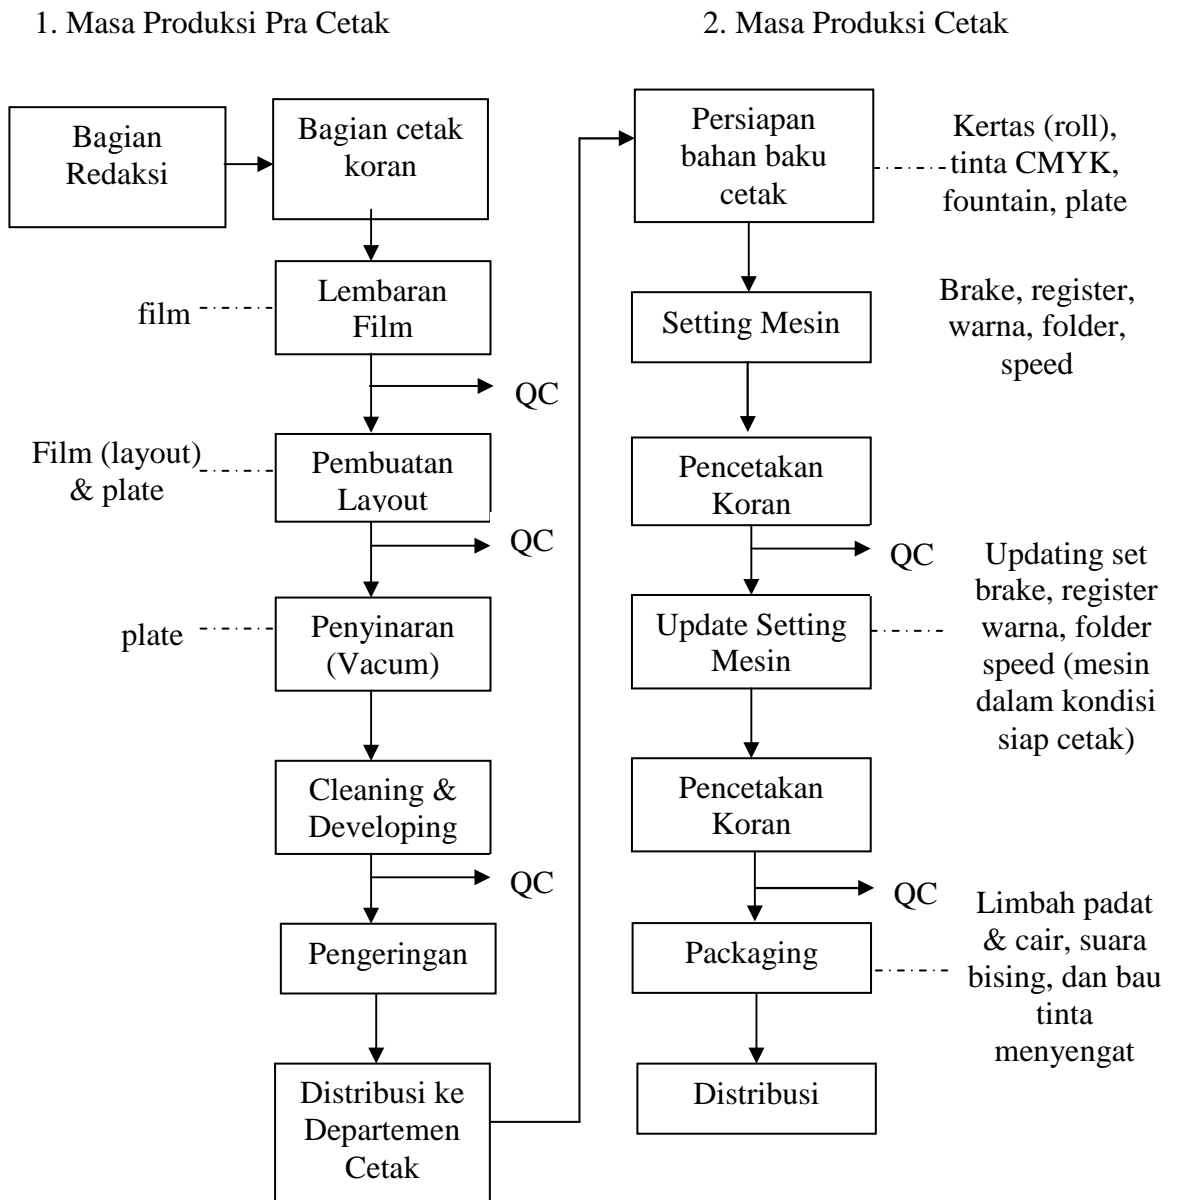 1. Masa Produksi Pra Cetak
Bagian
Redaksi
Bagian cetak
koran
Lembaran
Film
film
QC
Pembuatan
Layout
Film (layout)
& plate
QC
Penyinaran
(Vacum)
plate
Cleaning &
Developing
QC
Pengeringan
Distribusi ke
Departemen
Cetak
2. Masa Produksi Cetak
Persiapan
bahan baku
cetak
Kertas (roll),
tinta CMYK,
fountain, plate
Setting Mesin
Brake, register,
warna, folder,
speed
Pencetakan
Koran
QC
Update Setting
Mesin
Updating set
brake, register
warna, folder
speed (mesin
dalam kondisi
siap cetak)
Pencetakan
Koran
QC
Packaging
Limbah padat
& cair, suara
bising, dan bau
tinta
menyengat
Distribusi